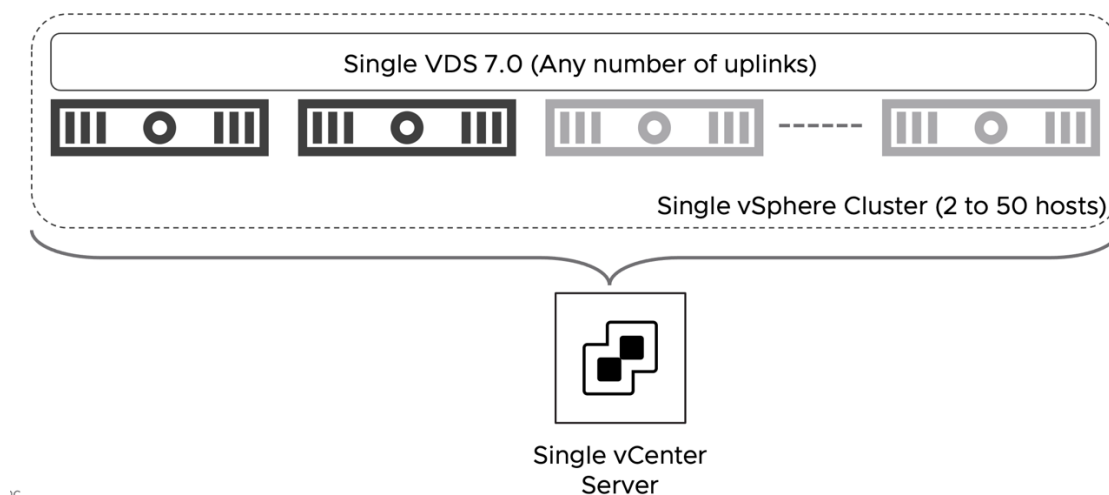 Single VDS 7.0 (Any number of uplinks)
Single vSphere Cluster (2 to 50 hosts)
Single vCenter
Server